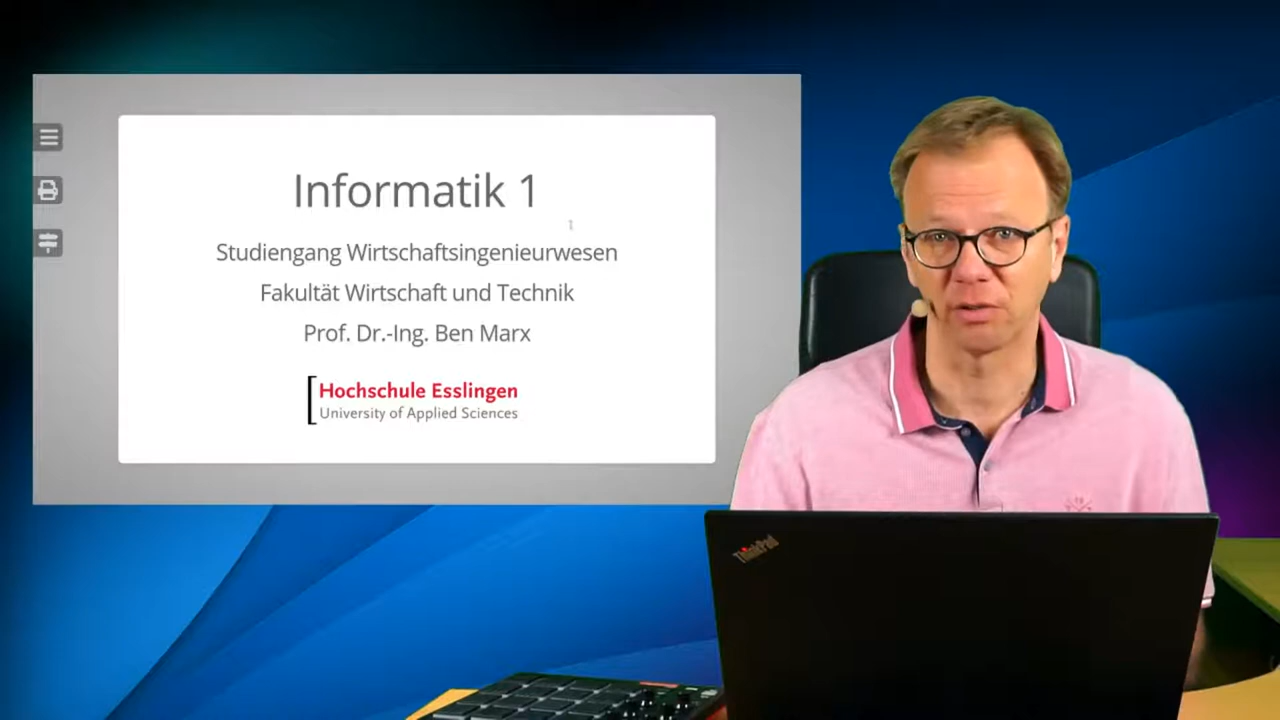 Informatik 1
Studiengang Wirtschaftsingenieurwesen
Fakultät Wirtschaft und Technik
Prof. Dr.-Ing. Ben Marx
Hochschule Esslingen
University of Applied Sciences
ThinkPad